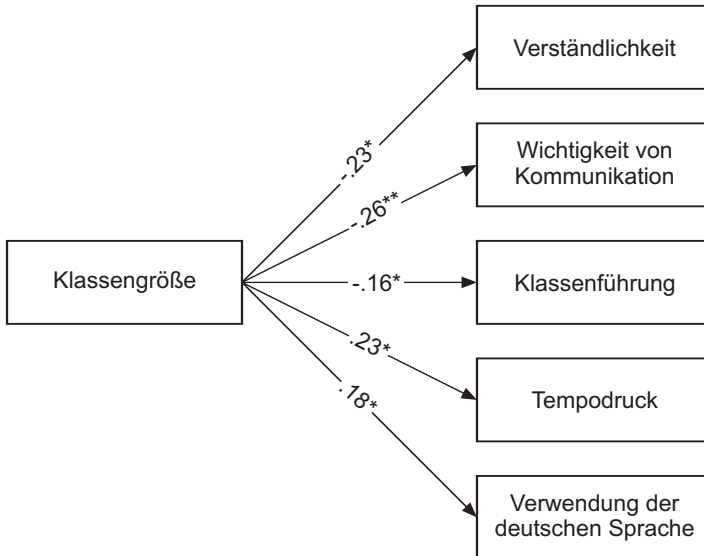 Verständlichkeit
-.23*
Wichtigkeit von
Kommunikation
-.26**
Klassengröße
-.16*
Klassenführung
.23*
Tempodruck
.18*
Verwendung der
deutschen Sprache